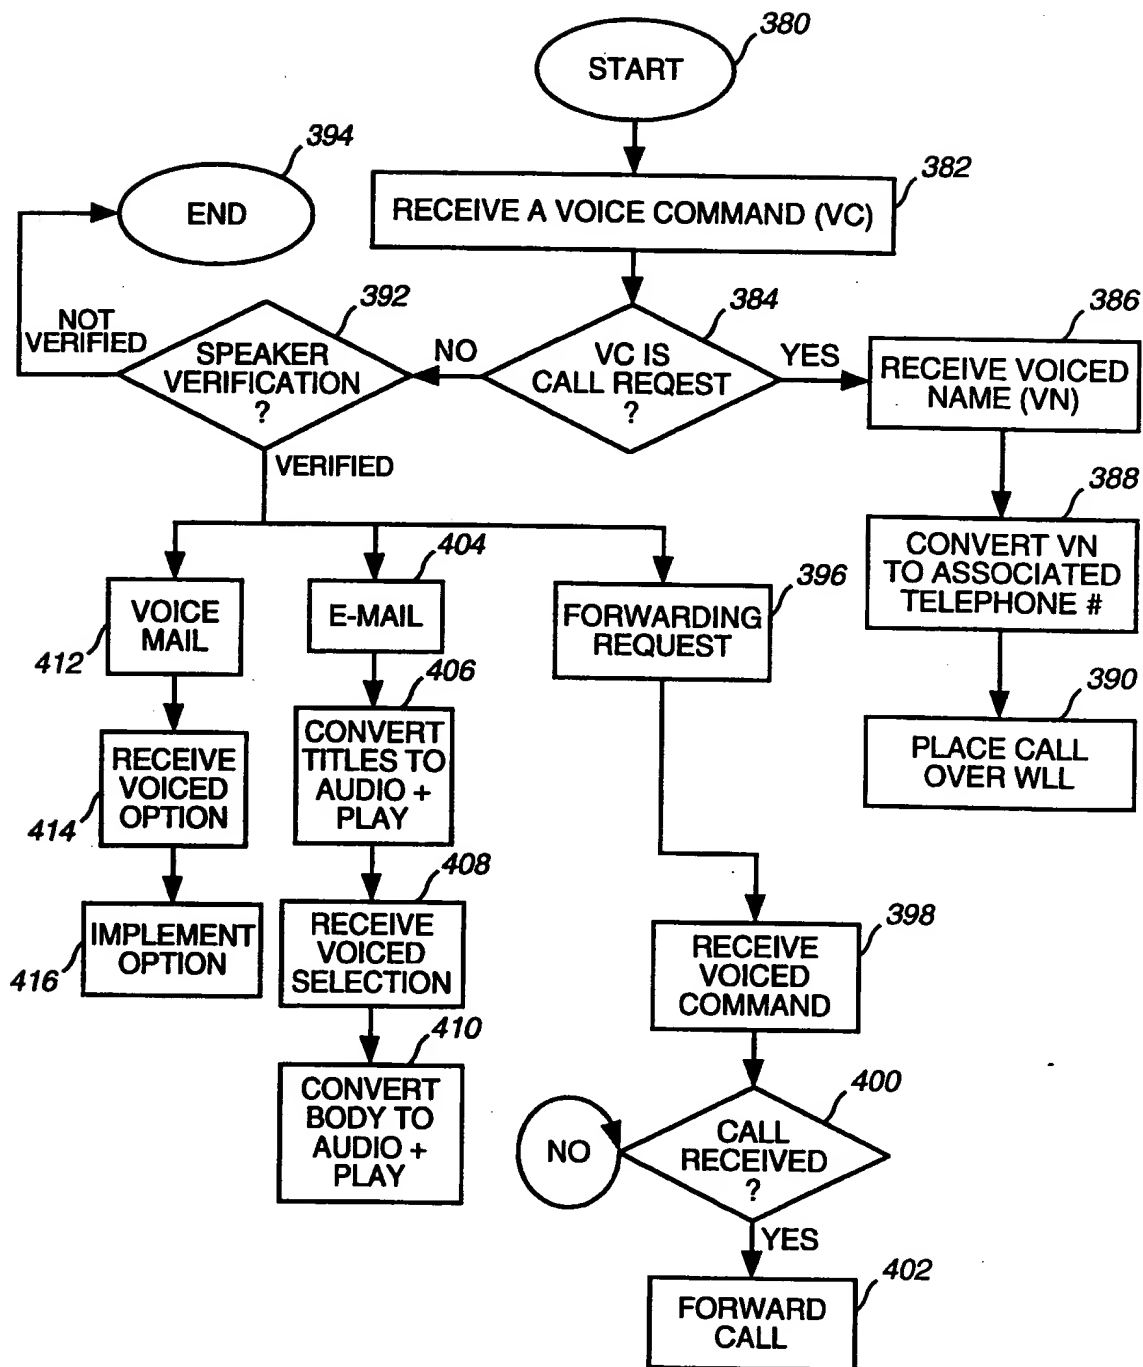 380
START
394
END
382
RECEIVE A VOICE COMMAND (VC)
392
384
386
NOT
VERIFIED
SPEAKER
VERIFICATION
?
NO
VC IS
CALL REQEST
?
YES
RECEIVE VOICED
NAME (VN)
VERIFIED
388
CONVERT VN
TO ASSOCIATED
TELEPHONE #
404
396
VOICE
MAIL
412
E-MAIL
FORWARDING
REQUEST
406
390
CONVERT
TITLES TO
AUDIO +
PLAY
PLACE CALL
OVER WLL
RECEIVE
VOICED
OPTION
414
408
398
IMPLEMENT
OPTION
416
RECEIVE
VOICED
SELECTION
RECEIVE
VOICED
COMMAND
410
CONVERT
BODY TO
AUDIO +
PLAY
400
NO
CALL
RECEIVED
?
YES
402
FORWARD
CALL